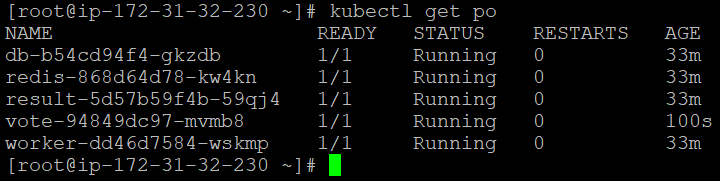 [root@ip-172-31-32-230 ~]# kubectl get po
NAME READY STATUS RESTARTS AGE
db-b54cd94f4-gkzdb 1/1 Running 0 33m
redis-868d64d78-kw4kn 1/1 Running 0 33m
result-5d57b59f4b-59qj4 1/1 Running 0 33m
vote-94849dc97-mvmb8 1/1 Running 0 100s
worker-dd46d7584-wskmp 1/1 Running 0 33m
[root@ip-172-31-32-230 ~]#